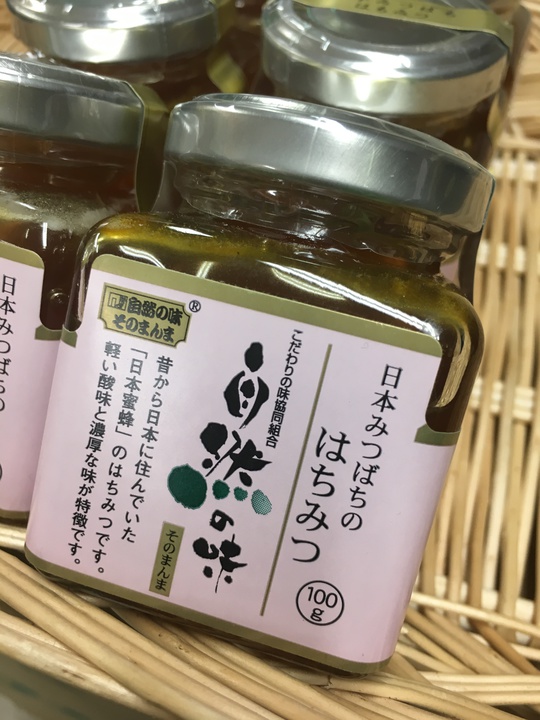 日本みつばちの
はちみつ
100
g
こだわりの味協同組合
自然の味
そのまんま
自然の味
そのまんま
®
昔から日本に住んでいた
「日本蜜蜂」のはちみつです。
軽い酸味と濃厚な味が特徴です。
日本みつばちの